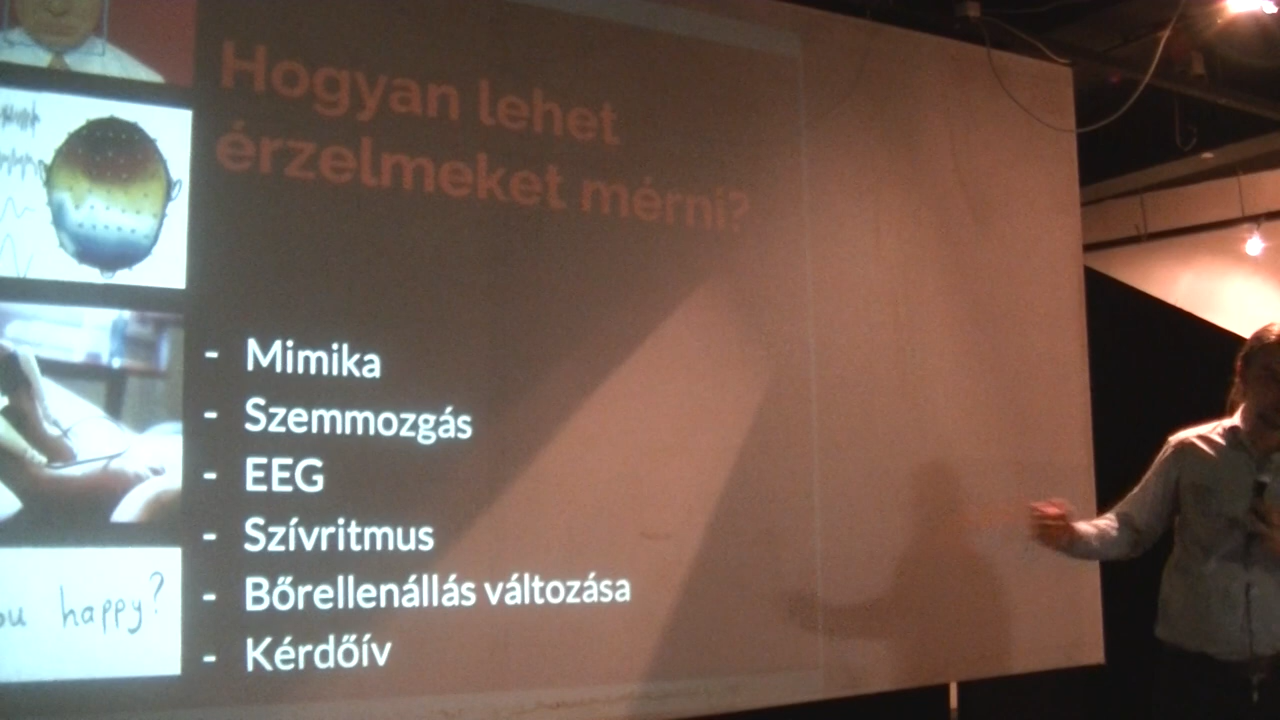 Hogyan lehet
érzelmeket mérni?
- Mimika
- Szemmozgás
- EEG
- Szívritmus
- Bőrellenállás változása
- Kérdőív
happy?